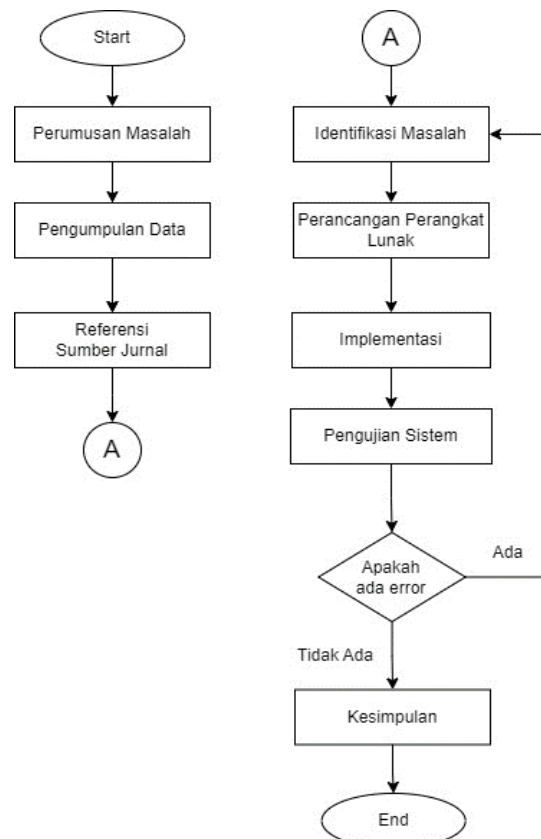 Start
Perumusan Masalah
Pengumpulan Data
Referensi
Sumber Jurnal
A
A
Identifikasi Masalah
Perancangan Perangkat
Lunak
Implementasi
Pengujian Sistem
Apakah
ada error
Ada
Tidak Ada
Kesimpulan
End